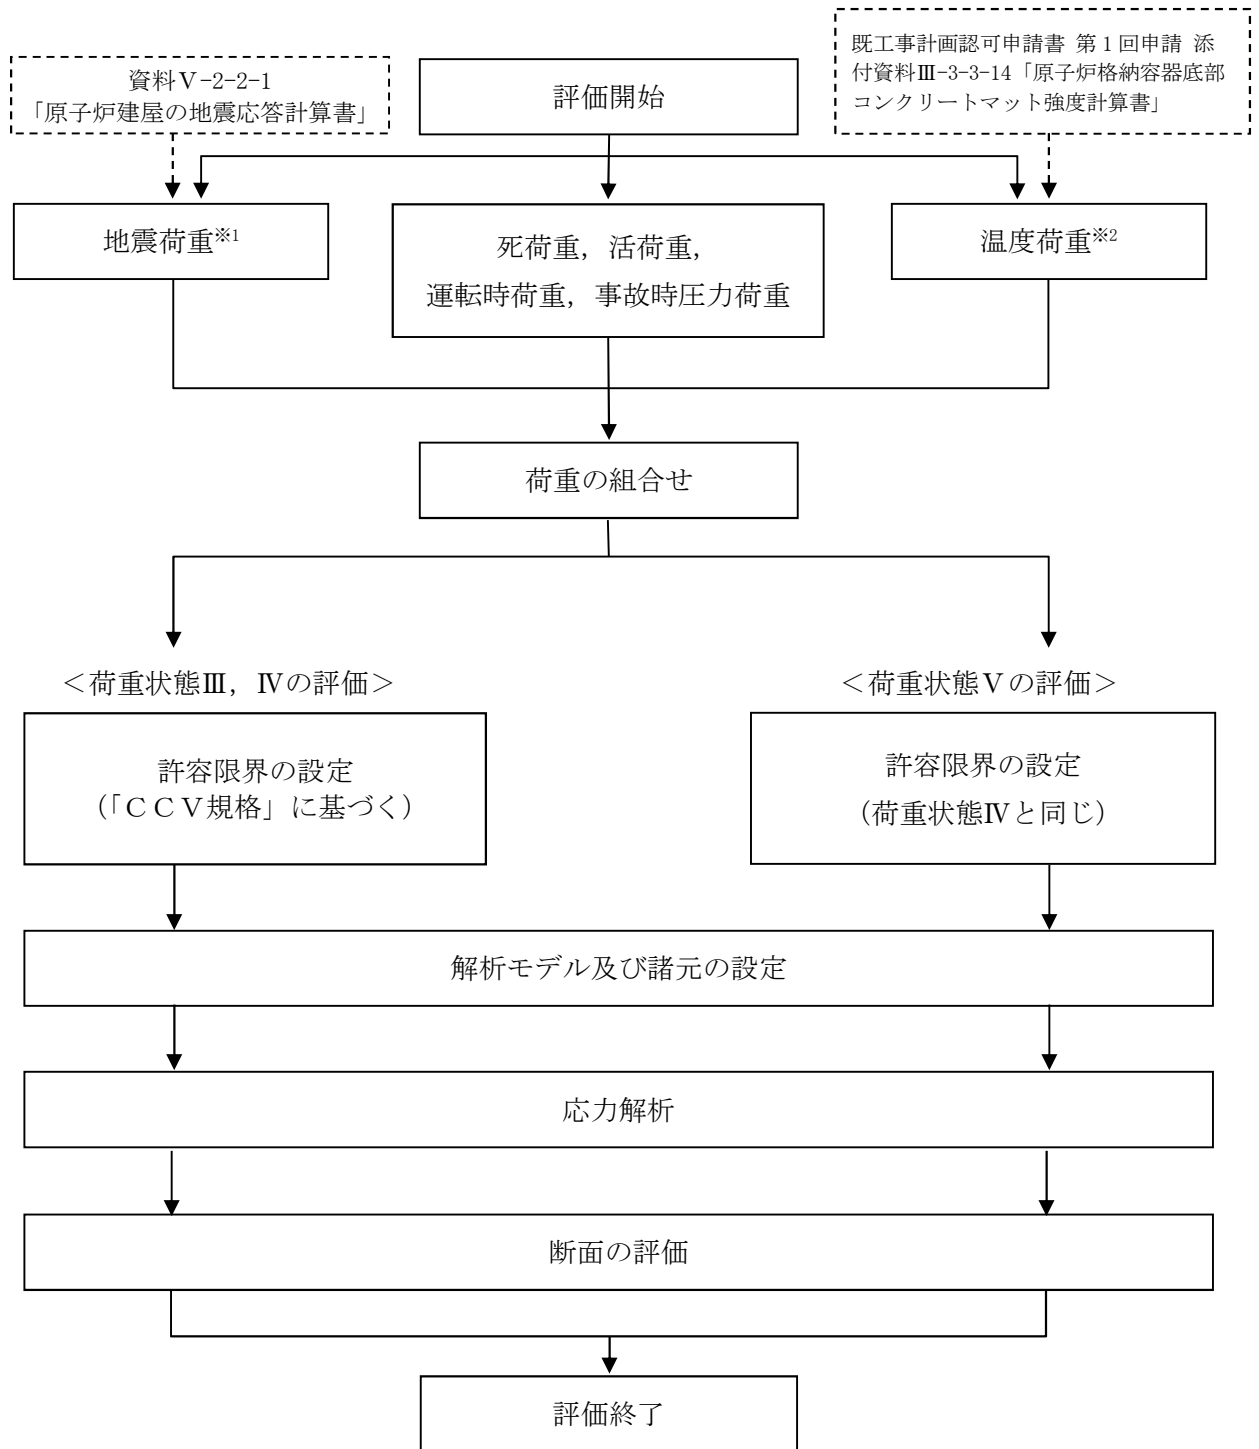 資料Ⅴ-2-2-1
「原子炉建屋の地震応答計算書」
評価開始
既工事計画認可申請書 第1回申請 添
付資料Ⅲ-3-3-14「原子炉格納容器底部
コンクリートマット強度計算書」
地震荷重※1
死荷重，活荷重，
運転時荷重，事故時圧力荷重
温度荷重※2
荷重の組合せ
＜荷重状態Ⅲ，Ⅳの評価＞
＜荷重状態Ⅴの評価＞
許容限界の設定
（「ＣＣＶ規格」に基づく）
許容限界の設定
（荷重状態Ⅳと同じ）
解析モデル及び諸元の設定
応力解析
断面の評価
評価終了